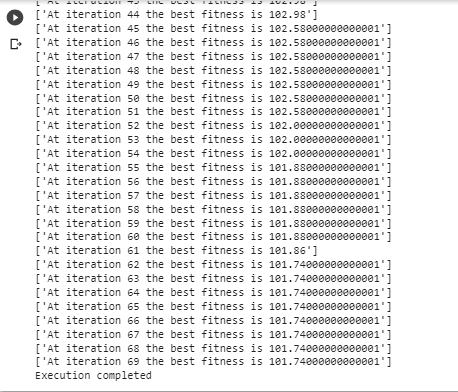 ['At iteration 44 the best fitness is 102.98']
['At iteration 45 the best fitness is 102.58000000000001']
['At iteration 46 the best fitness is 102.58000000000001']
['At iteration 47 the best fitness is 102.58000000000001']
['At iteration 48 the best fitness is 102.58000000000001']
['At iteration 49 the best fitness is 102.58000000000001']
['At iteration 50 the best fitness is 102.58000000000001']
['At iteration 51 the best fitness is 102.58000000000001']
['At iteration 52 the best fitness is 102.00000000000001']
['At iteration 53 the best fitness is 102.00000000000001']
['At iteration 54 the best fitness is 102.00000000000001']
['At iteration 55 the best fitness is 101.88000000000001']
['At iteration 56 the best fitness is 101.88000000000001']
['At iteration 57 the best fitness is 101.88000000000001']
['At iteration 58 the best fitness is 101.88000000000001']
['At iteration 59 the best fitness is 101.88000000000001']
['At iteration 60 the best fitness is 101.88000000000001']
['At iteration 61 the best fitness is 101.86']
['At iteration 62 the best fitness is 101.74000000000001']
['At iteration 63 the best fitness is 101.74000000000001']
['At iteration 64 the best fitness is 101.74000000000001']
['At iteration 65 the best fitness is 101.74000000000001']
['At iteration 66 the best fitness is 101.74000000000001']
['At iteration 67 the best fitness is 101.74000000000001']
['At iteration 68 the best fitness is 101.74000000000001']
['At iteration 69 the best fitness is 101.74000000000001']
Execution completed